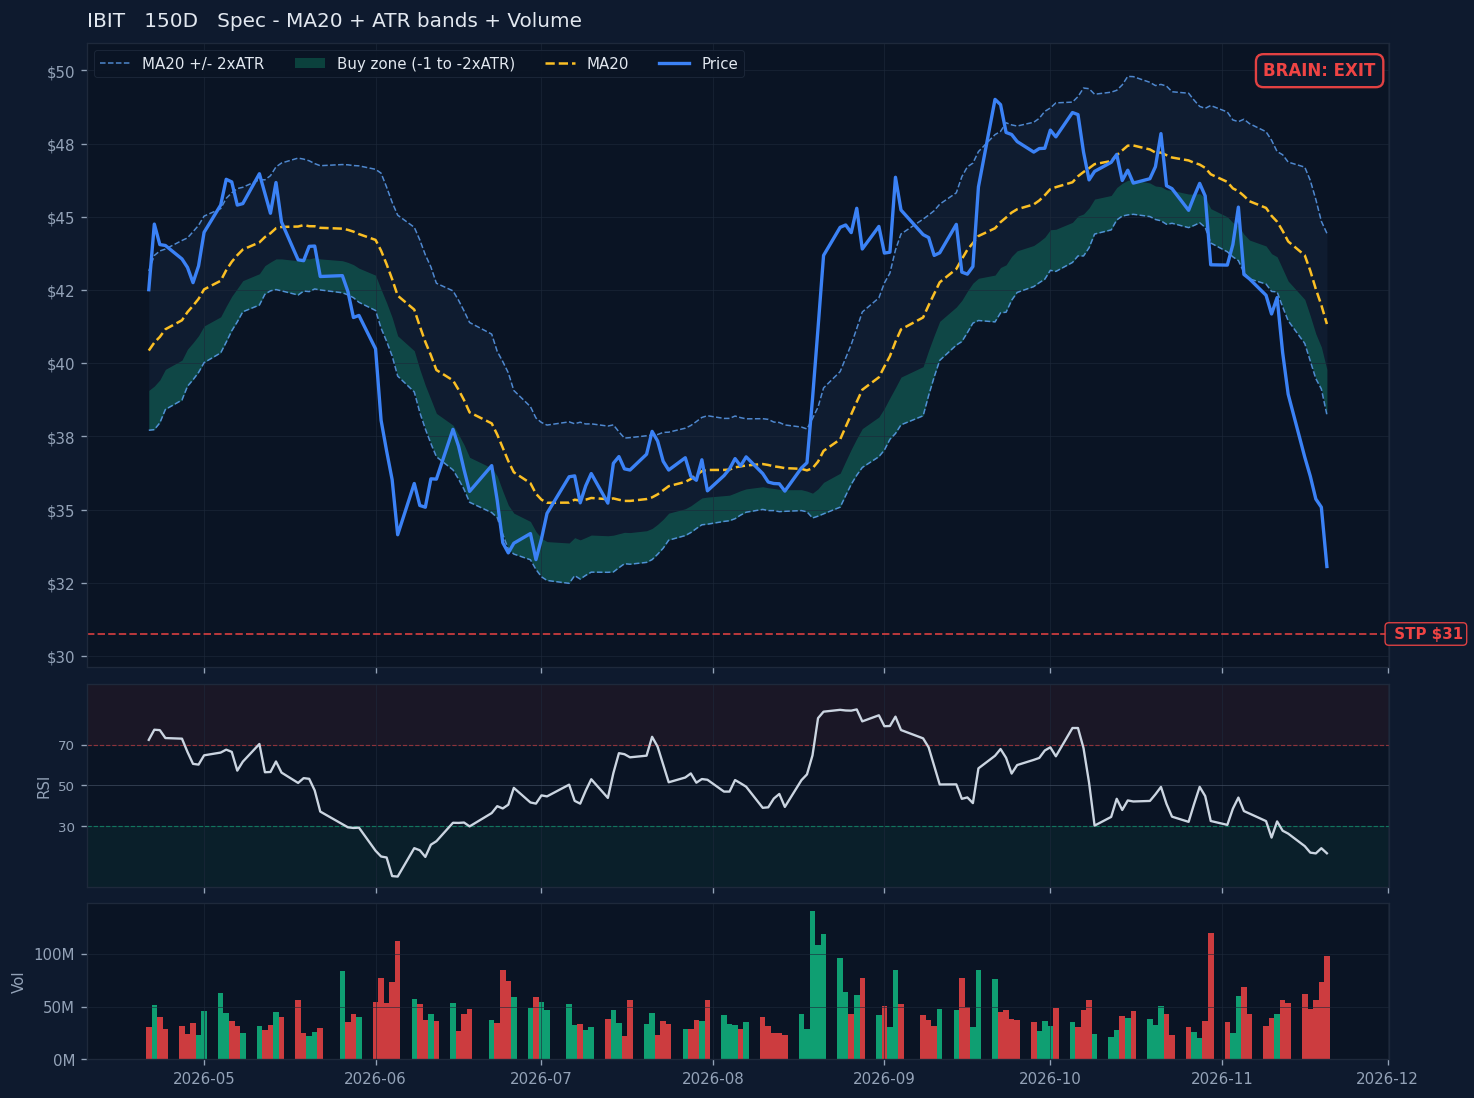 IBIT   150D   Spec - MA20 + ATR bands + Volume
MA20 +/- 2xATR
Buy zone (-1 to -2xATR)
MA20
Price
BRAIN: EXIT
$50
$48
$45
$42
$40
$38
$35
$32
$30
STP $31
RSI
70
50
30
Vol
100M
50M
0M
2026-05
2026-06
2026-07
2026-08
2026-09
2026-10
2026-11
2026-12